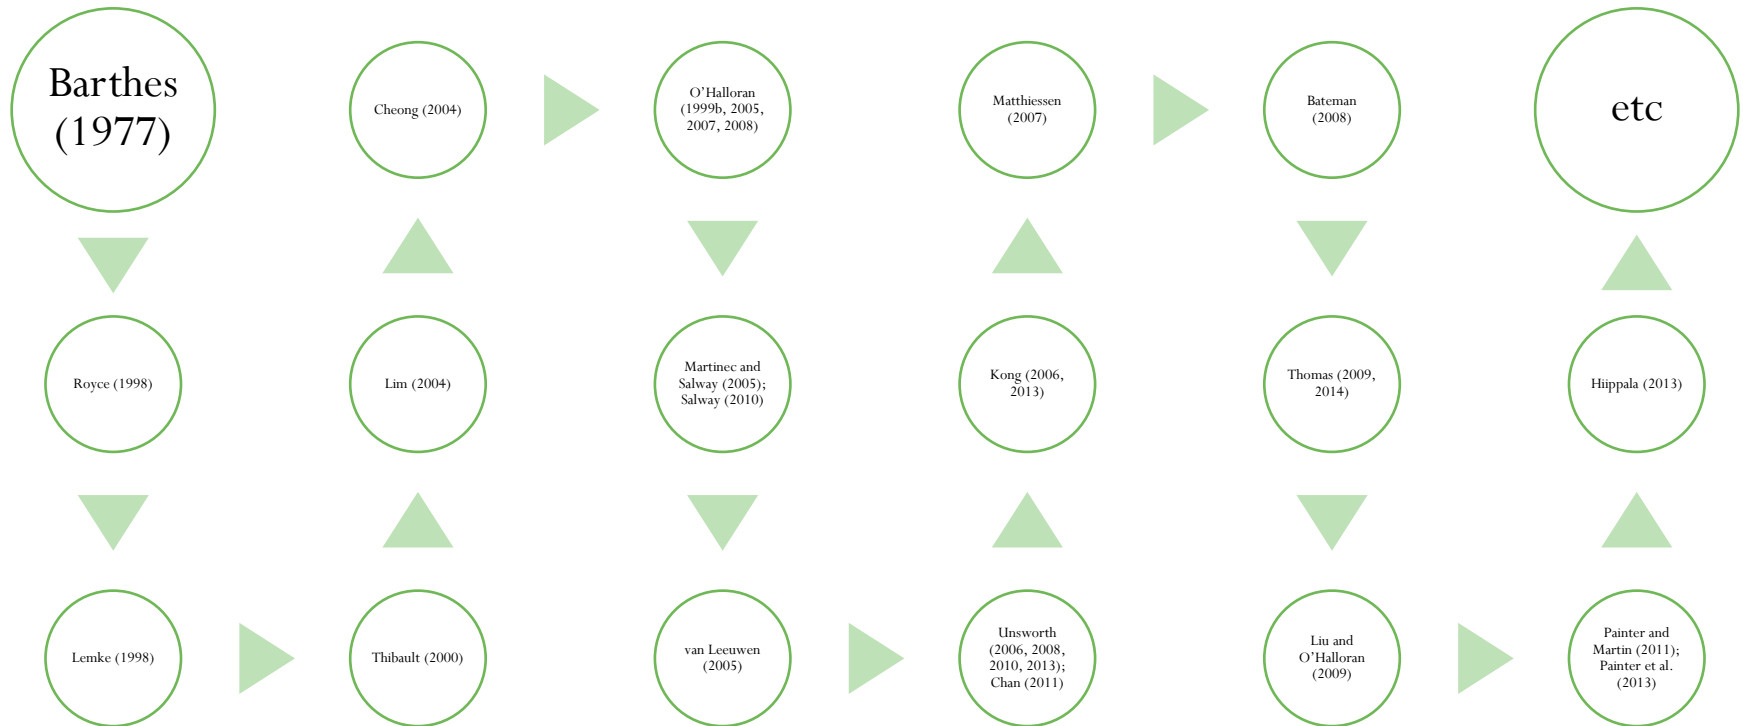 Barthes
(1977)
Royce (1998)
Lemke (1998)
Thibault (2000)
Lim (2004)
Cheong (2004)
O’Halloran
(1999b, 2005,
2007, 2008)
Martinec and
Salway (2005);
Salway (2010)
van Leeuwen
(2005)
Unsworth
(2006, 2008,
2010, 2013);
Chan (2011)
Kong (2006,
2013)
Matthiessen
(2007)
Bateman
(2008)
Thomas (2009,
2014)
Liu and
O’Halloran
(2009)
Painter and
Martin (2011);
Painter et al.
(2013)
Hiippala (2013)
etc